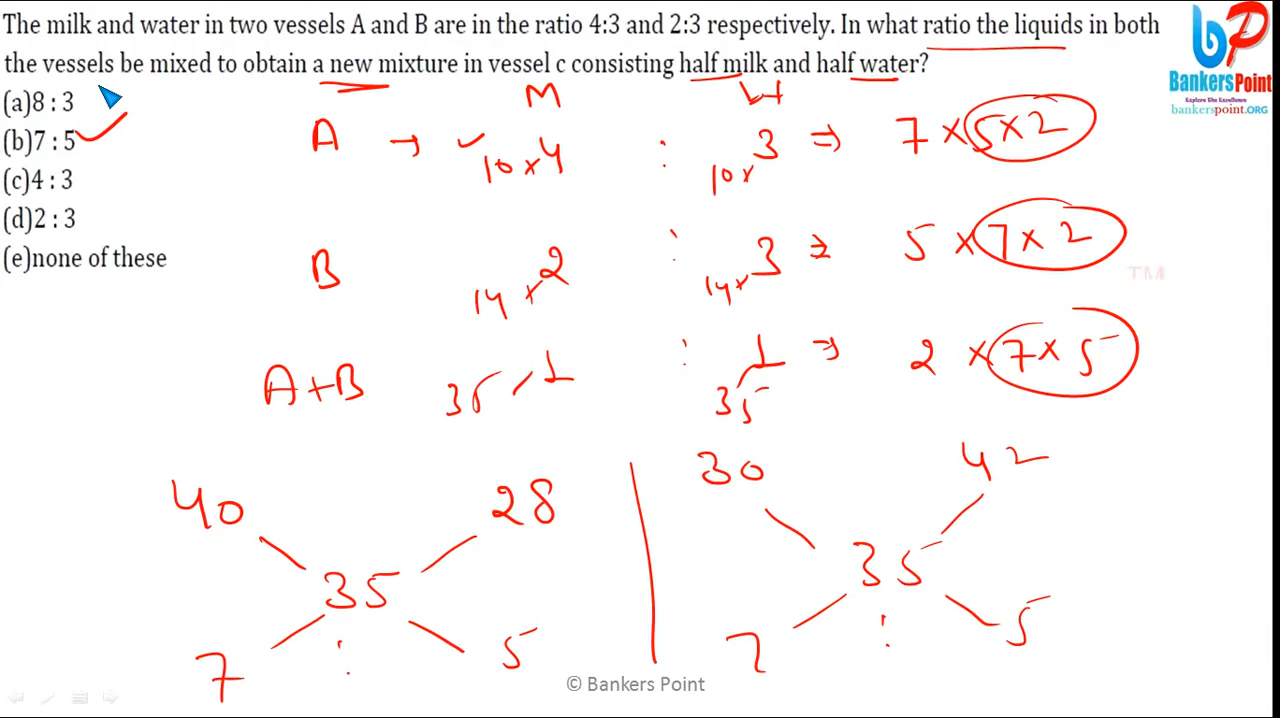 The milk and water in two vessels A and B are in the ratio 4:3 and 2:3 respectively. In what ratio the liquids in both
the vessels be mixed to obtain a new mixture in vessel c consisting half milk and half water?
bP
BankersPoint
Explore The Excellence
bankerspoint.ORG
(a)8 : 3
(b)7 : 5
(c)4 : 3
(d)2 : 3
(e)none of these
M W
A → 10×4 : 10×3 ⇒ 7 × 5×2
B 14×2 : 14×3 ⇒ 5 × 7×2
TM
A+B 35×1 : 35 1 ⇒ 2 × 7×5
40 28
35
7 : 5
30 42
35
7 : 5
© Bankers Point